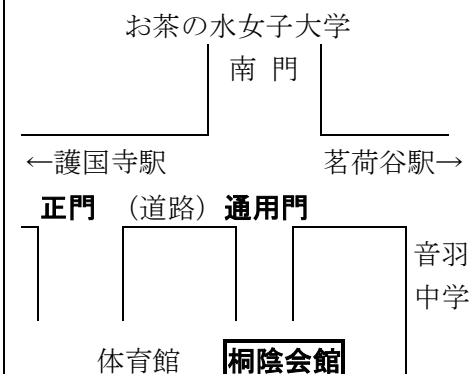 お茶の水女子大学
南 門
←護国寺駅 茗荷谷駅→
正門 (道路) 通用門
音羽
中学
体育館 桐陰会館